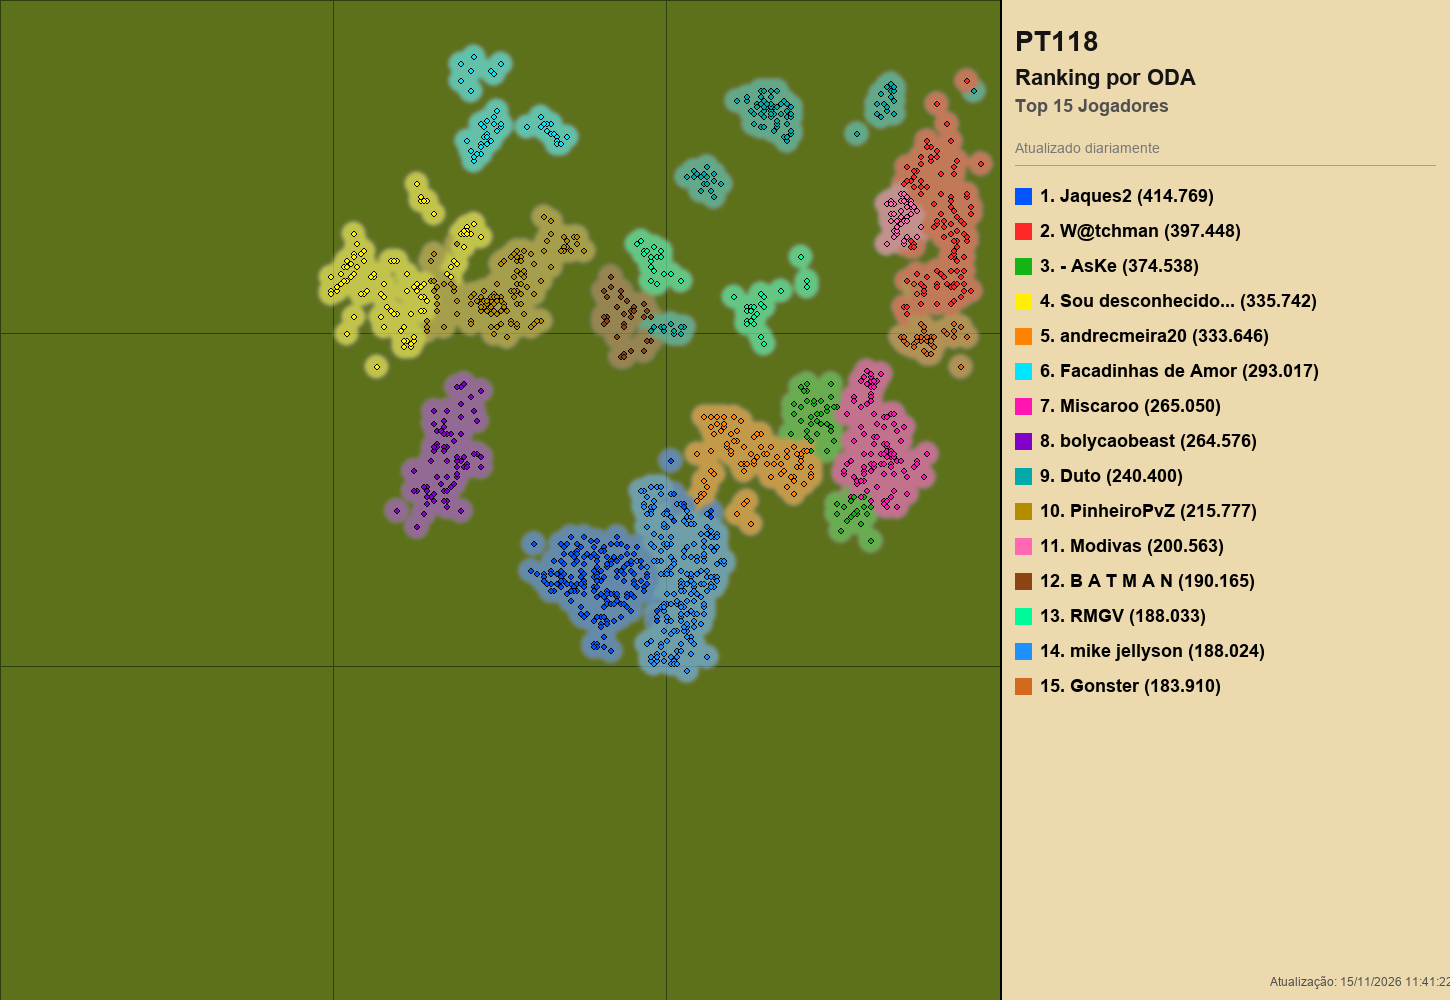 PT118
Ranking por ODA
Top 15 Jogadores
Atualizado diariamente
1. Jaques2 (414.769)
2. W@tchman (397.448)
3. - AsKe (374.538)
4. Sou desconhecido... (335.742)
5. andrecmeira20 (333.646)
6. Facadinhas de Amor (293.017)
7. Miscaroo (265.050)
8. bolycaobeast (264.576)
9. Duto (240.400)
10. PinheiroPvZ (215.777)
11. Modivas (200.563)
12. B A T M A N (190.165)
13. RMGV (188.033)
14. mike jellyson (188.024)
15. Gonster (183.910)
Atualização: 15/11/2026 11:41:22